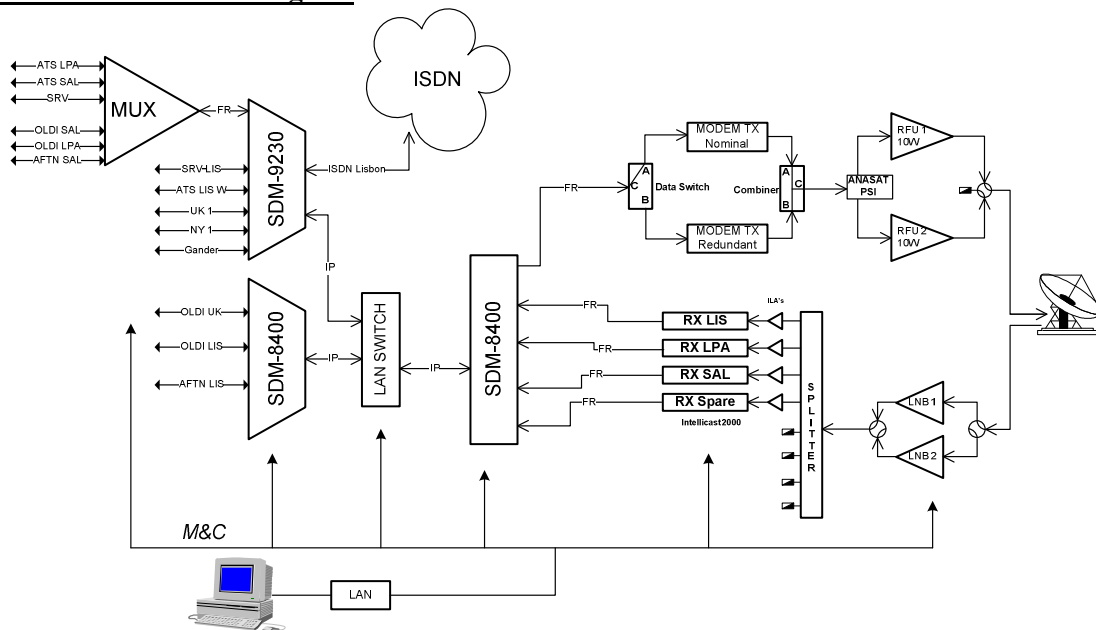 ATS LPA
ATS SAL
SRV
OLDI SAL
OLDI LPA
AFTN SAL
MUX
FR
ISDN
SDM-9230
SRV-LIS
ATS LIS W
UK 1
NY 1
Gander
ISDN Lisbon
IP
OLDI UK
OLDI LIS
AFTN LIS
SDM-8400
IP
LAN SWITCH
IP
SDM-8400
FR
A
C
B
Data Switch
MODEM TX
Nominal
MODEM TX
Redundant
Combiner
A
C
B
ANASAT
PSI
RFU 1
10W
RFU 2
10W
FR
FR
FR
FR
RX LIS
RX LPA
RX SAL
RX Spare
Intellicast2000
ILA's
SPLITTER
LNB1
LNB2
M&C
LAN